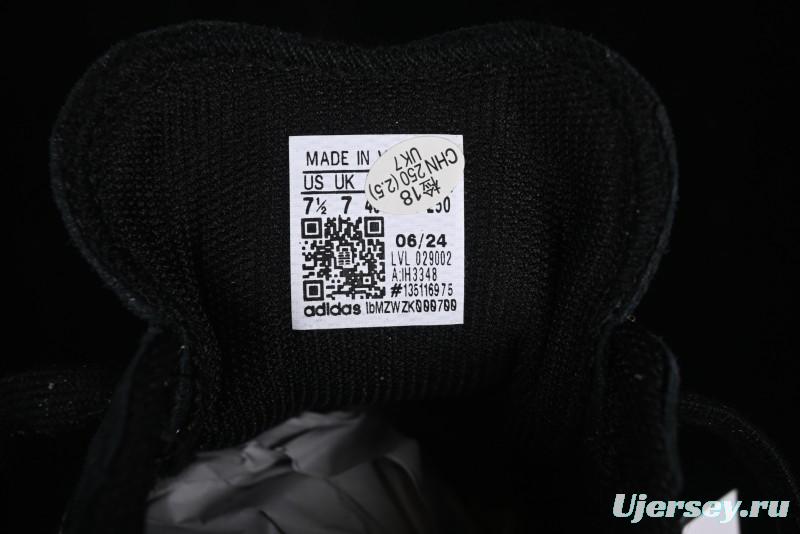 MADE IN
US UK
7½ 7
06/24
LVL 029002
A:IH3348
#135116975
adidas lbMZWZK000700
检18
CHN 250 (2.5)
UK7
Ujersey.ru